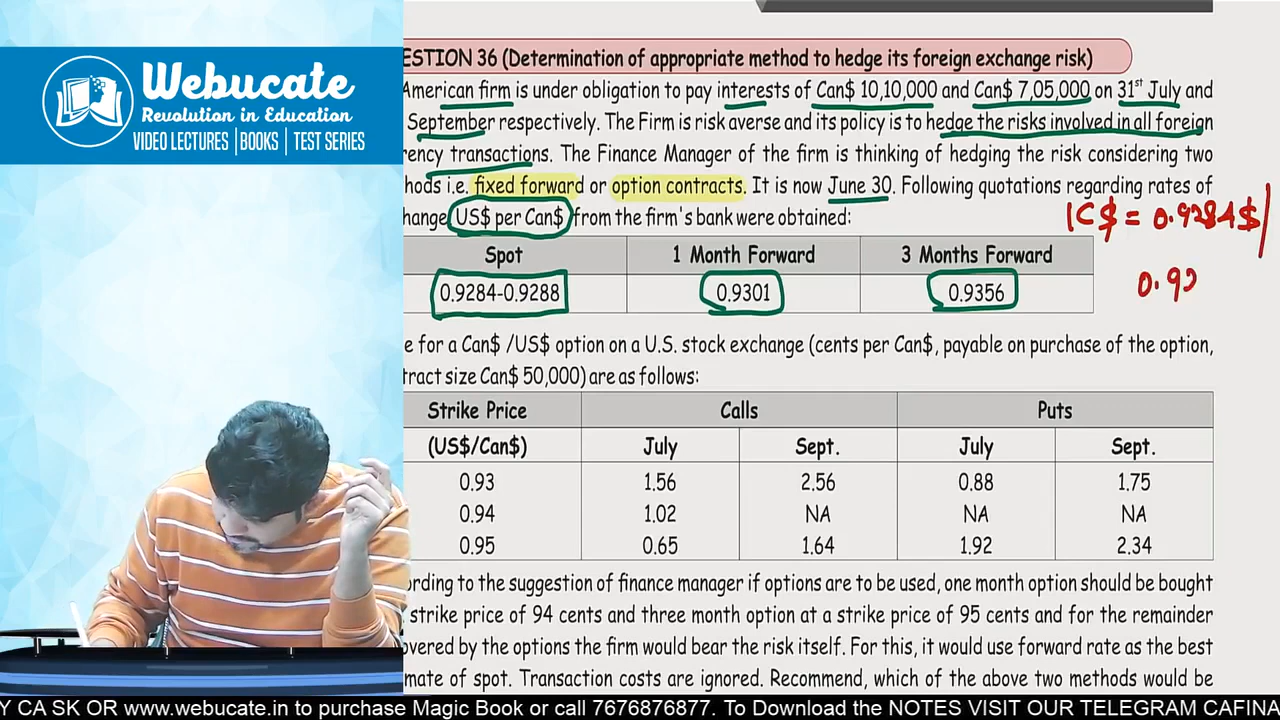 Webucate
Revolution in Education
VIDEO LECTURES | BOOKS | TEST SERIES
ESTION 36 (Determination of appropriate method to hedge its foreign exchange risk)
American firm is under obligation to pay interests of Can$ 10,10,000 and Can$ 7,05,000 on 31st July and
September respectively. The Firm is risk averse and its policy is to hedge the risks involved in all foreign
ency transactions. The Finance Manager of the firm is thinking of hedging the risk considering two
hods i.e. fixed forward or option contracts. It is now June 30. Following quotations regarding rates of
hange US$ per Can$ from the firm's bank were obtained:
1C$ = 0.9284$
0.92
Spot 1 Month Forward 3 Months Forward
0.9284-0.9288 0.9301 0.9356
e for a Can$ /US$ option on a U.S. stock exchange (cents per Can$, payable on purchase of the option,
tract size Can$ 50,000) are as follows:
Strike Price Calls Puts
(US$/Can$) July Sept. July Sept.
0.93 1.56 2.56 0.88 1.75
0.94 1.02 NA NA NA
0.95 0.65 1.64 1.92 2.34
ording to the suggestion of finance manager if options are to be used, one month option should be bought
strike price of 94 cents and three month option at a strike price of 95 cents and for the remainder
overed by the options the firm would bear the risk itself. For this, it would use forward rate as the best
mate of spot. Transaction costs are ignored. Recommend, which of the above two methods would be
Y CA SK OR www.webucate.in to purchase Magic Book or call 7676876877. To Download the NOTES VISIT OUR TELEGRAM CAFINA